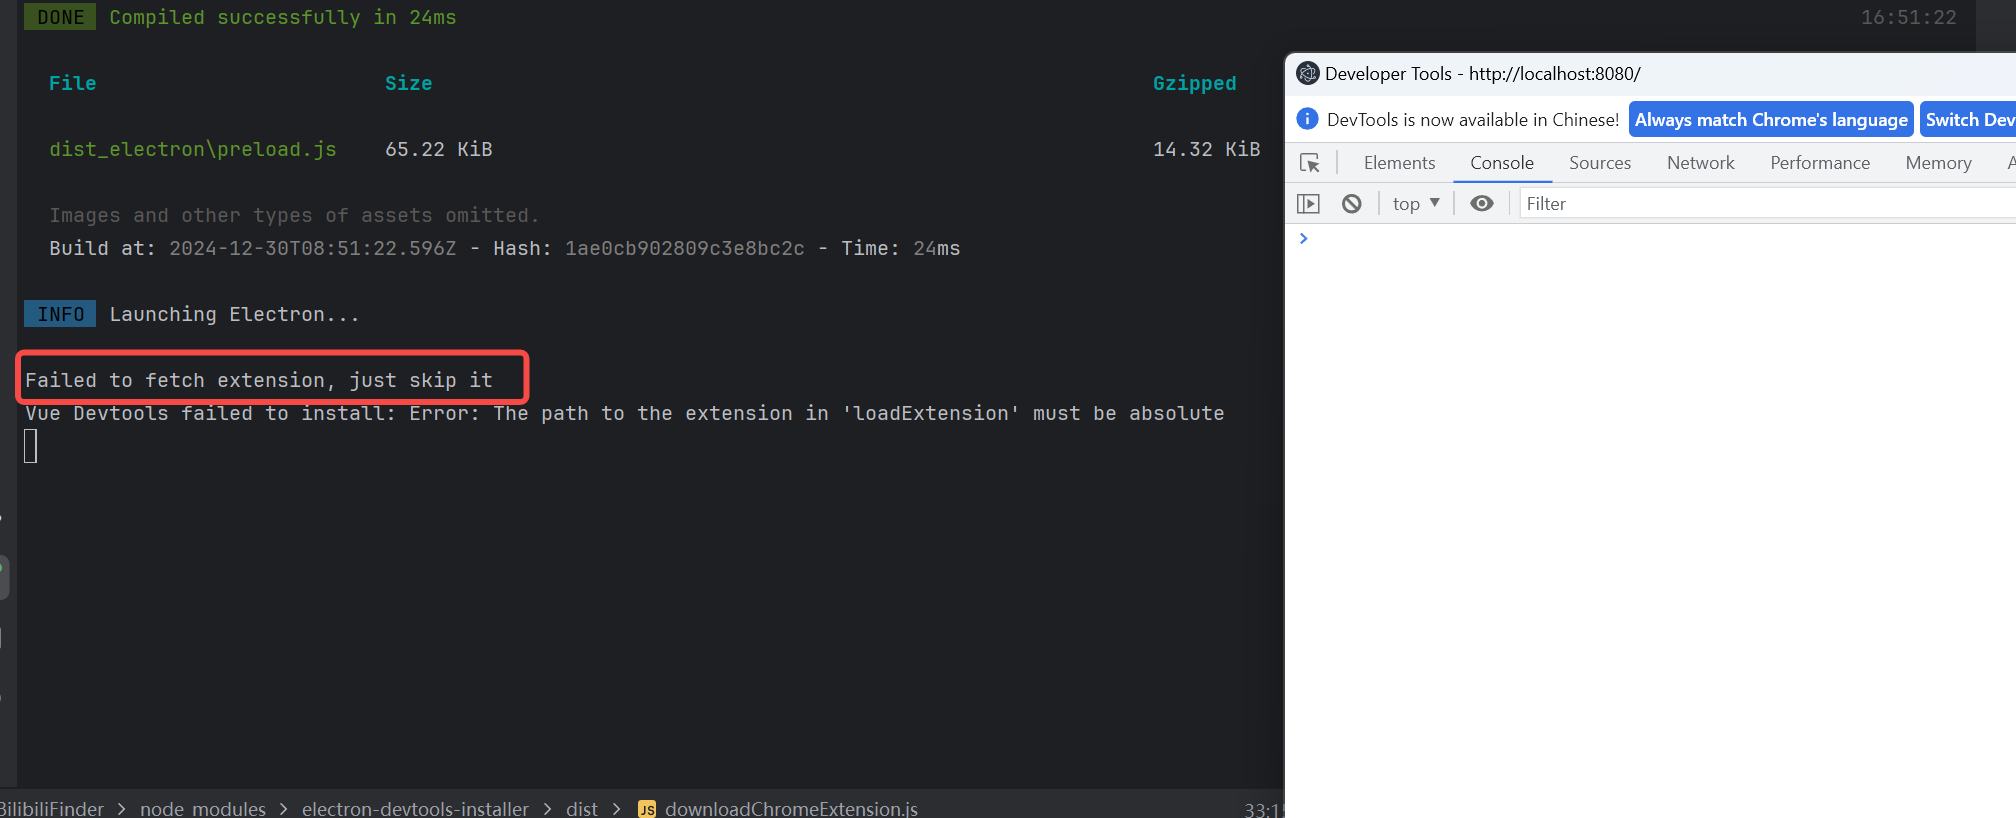 DONE Compiled successfully in 24ms 16:51:22
File Size Gzipped
dist_electron\preload.js 65.22 KiB 14.32 KiB
Images and other types of assets omitted.
Build at: 2024-12-30T08:51:22.596Z - Hash: 1ae0cb902809c3e8bc2c - Time: 24ms
INFO Launching Electron...
Failed to fetch extension, just skip it
Vue Devtools failed to install: Error: The path to the extension in 'loadExtension' must be absolute
BilibiliFinder > node_modules > electron-devtools-installer > dist > JS downloadChromeExtension.js
Developer Tools - http://localhost:8080/
DevTools is now available in Chinese! Always match Chrome's language Switch Dev
Elements Console Sources Network Performance Memory
top Filter